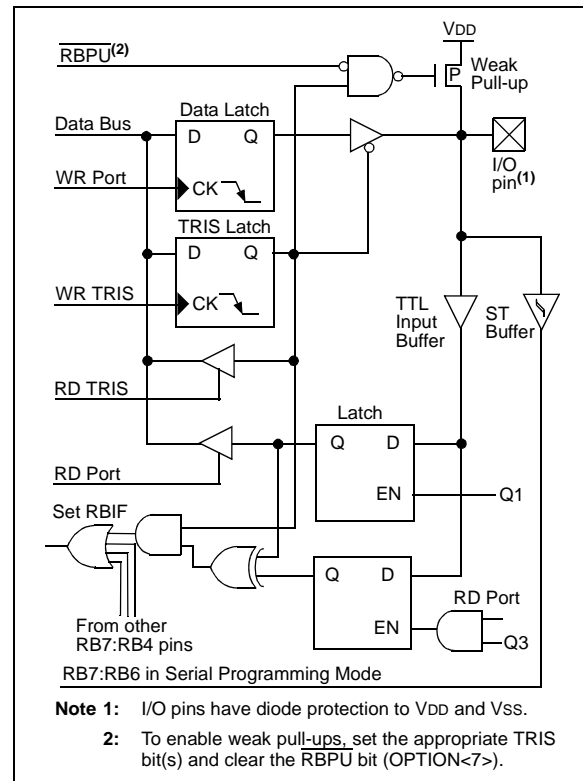 VDD
RBPU(2)
P
Weak
Pull-up
Data Latch
Data Bus
D Q
I/O
pin(1)
WR Port
CK
TRIS Latch
D Q
WR TRIS
CK
TTL
Input
Buffer
ST
Buffer
RD TRIS
Latch
Q D
RD Port
EN
Q1
Set RBIF
Q D
RD Port
EN
Q3
From other
RB7:RB4 pins
RB7:RB6 in Serial Programming Mode
Note 1: I/O pins have diode protection to VDD and VSS.
2: To enable weak pull-ups, set the appropriate TRIS
bit(s) and clear the RBPU bit (OPTION<7>).